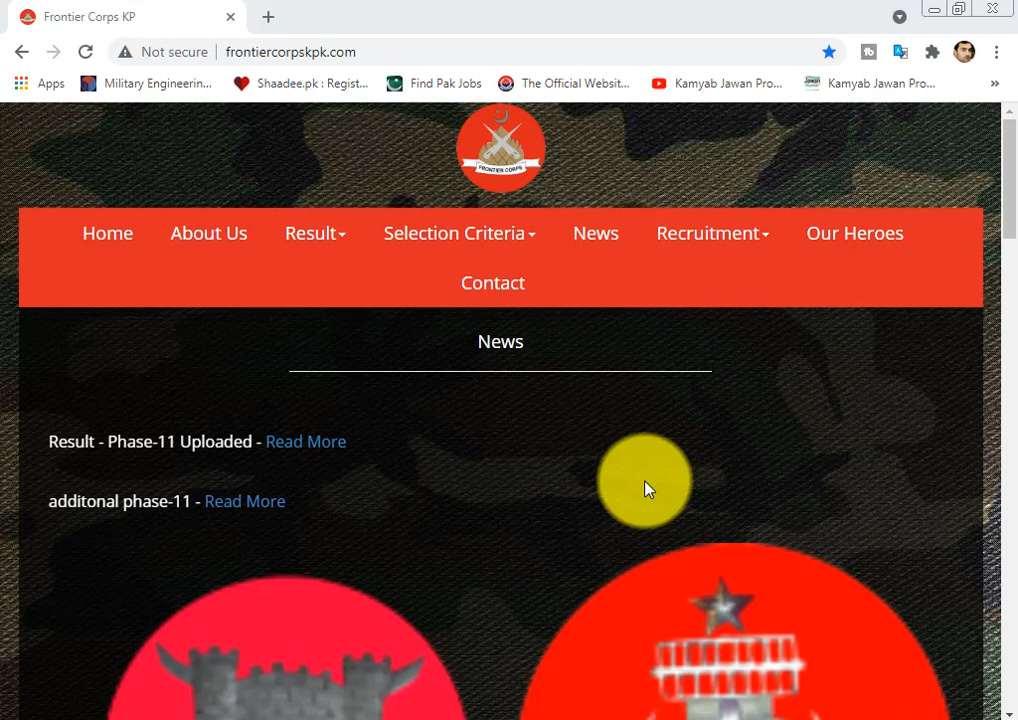 Frontier Corps KP
Not secure frontiercorpskpk.com
Apps Military Engineerin... Shaadee.pk : Regist... Find Pak Jobs The Official Websit... Kamyab Jawan Pro... Kamyab Jawan Pro... »
FRONTIER CORPS
Home About Us Result Selection Criteria News Recruitment Our Heroes
Contact
News
Result - Phase-11 Uploaded - Read More
additonal phase-11 - Read More